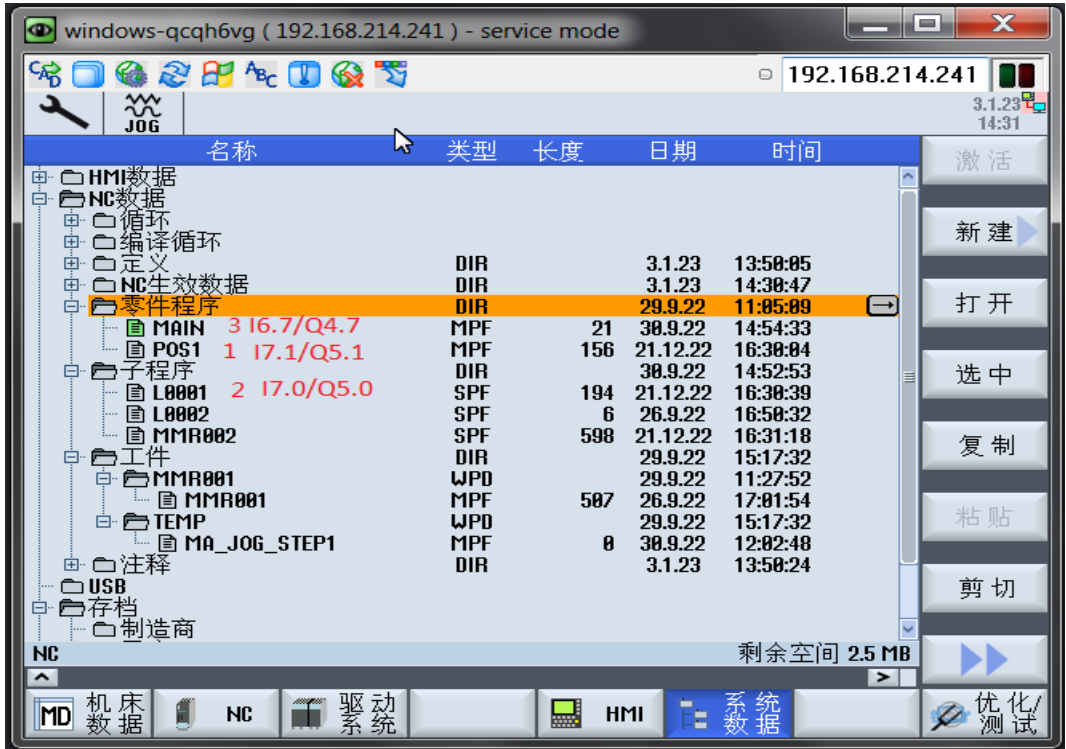 windows-qcqh6vg ( 192.168.214.241 ) - service mode
192.168.214.241
JOG
3.1.23
14:31
名称 类型 长度 日期 时间
激活
HMI数据
NC数据
循环
新建
编译循环
定义 DIR 3.1.23 13:50:05
NC生效数据 DIR 3.1.23 14:30:47
零件程序 DIR 29.9.22 11:05:09
打开
MAIN 3 I6.7/Q4.7 MPF 21 30.9.22 14:54:33
POS1 1 I7.1/Q5.1 MPF 156 21.12.22 16:30:04
子程序 DIR 30.9.22 14:52:53
选中
L0001 2 I7.0/Q5.0 SPF 194 21.12.22 16:30:39
L0002 SPF 6 26.9.22 16:50:32
MMR002 SPF 598 21.12.22 16:31:18
复制
工件 DIR 29.9.22 15:17:32
MMR001 WPD 29.9.22 11:27:52
MMR001 MPF 507 26.9.22 17:01:54
粘贴
TEMP WPD 29.9.22 15:17:32
MA_JOG_STEP1 MPF 0 30.9.22 12:02:48
注释 DIR 3.1.23 13:50:24
USB
剪切
存档
制造商
NC 剩余空间 2.5 MB
MD 机床数据
NC
驱动系统
HMI
系统数据
优化/测试